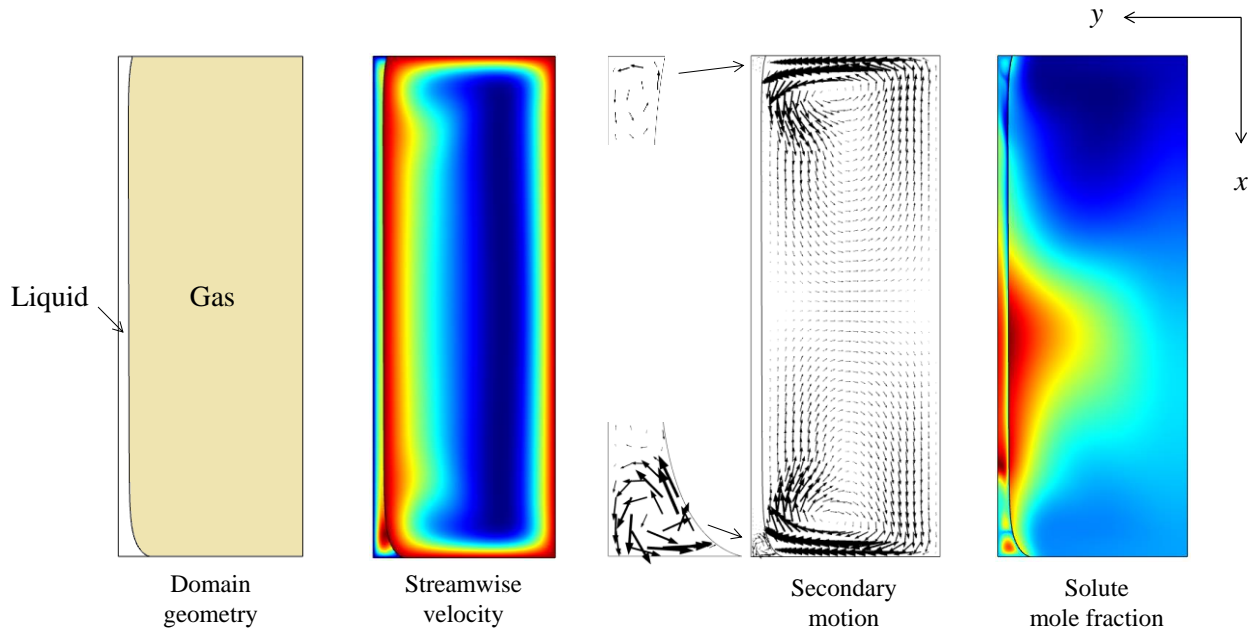 y
x
Liquid
Gas
Domain
geometry
Streamwise
velocity
Secondary
motion
Solute
mole fraction